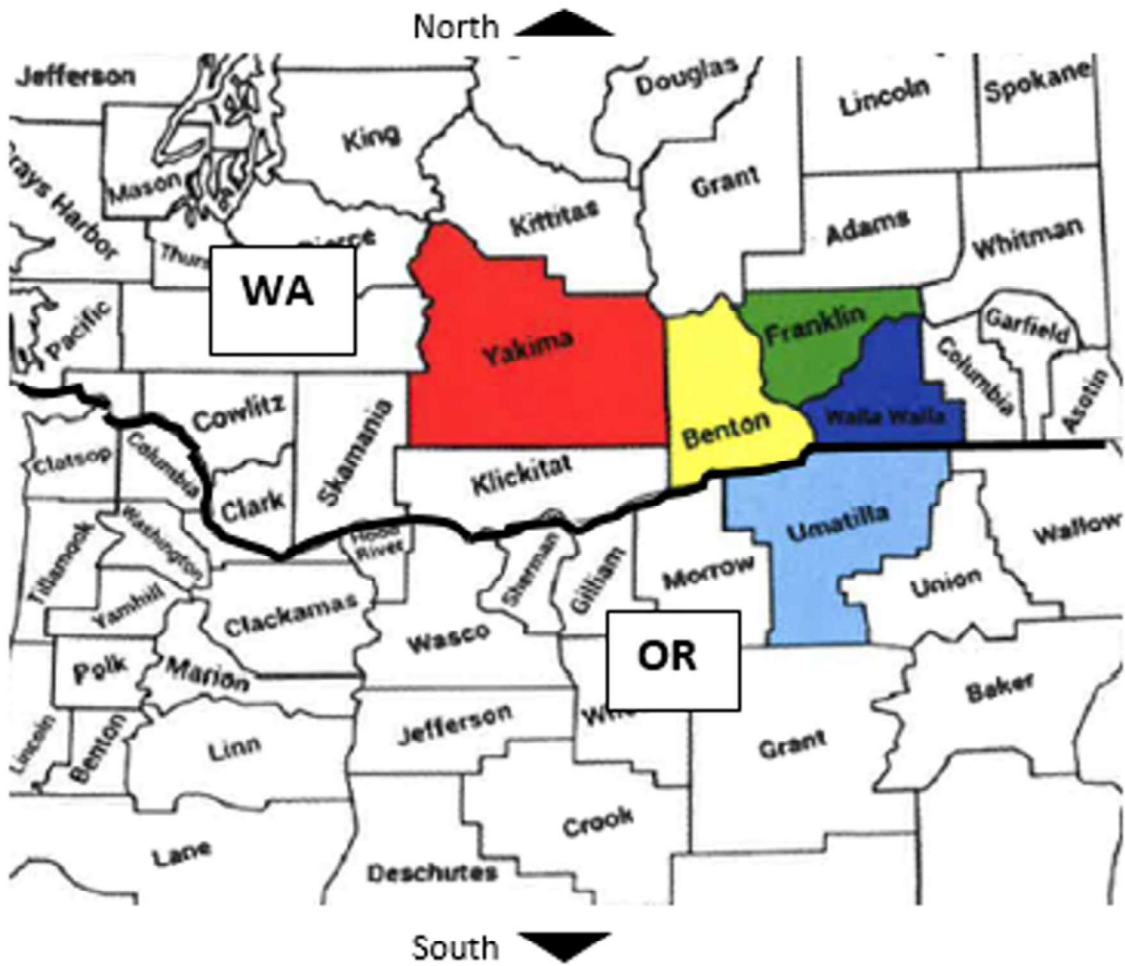 North
Jefferson
Douglas
Lincoln
Spokane
King
Mason
Grant
Grays Harbor
Kittitas
Adams
Whitman
Pierce
WA
Pacific
Franklin
Garfield
Yakima
Columbia
Asotin
Cowlitz
Benton
Walla Walla
Skamania
Clatsop
Columbia
Klickitat
Clark
Umatilla
Wallow
Washington
Hood
River
Tillamook
Sherman
Gilliam
Morrow
Union
Yamhill
Clackamas
Wasco
OR
Polk
Marion
Baker
Jefferson
Lincoln
Benton
Linn
Grant
Crook
Lane
Deschutes
South